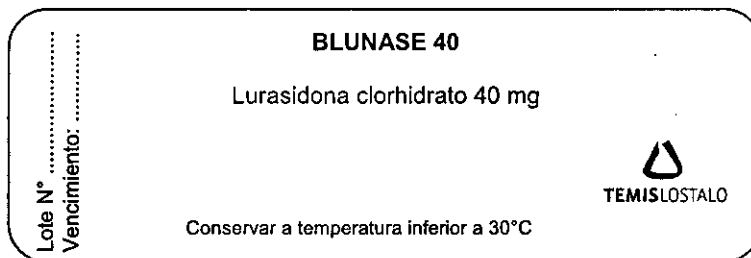 BLUNASE 40
Lurasidona clorhidrato 40 mg
Lote N° ........................
Vencimiento: ............
TEMISLOSTALO
Conservar a temperatura inferior a 30°C